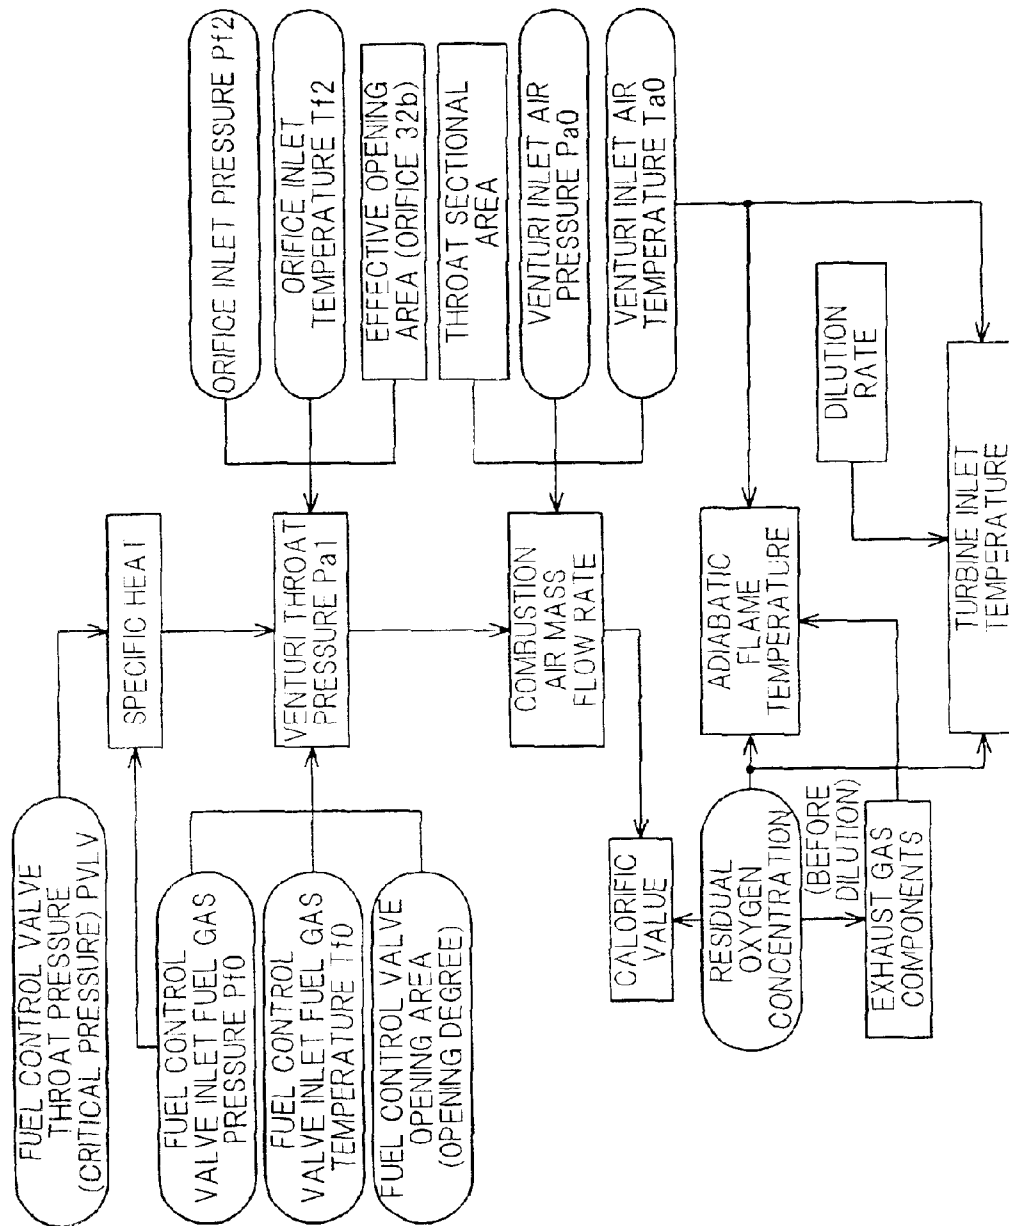 FUEL CONTROL VALVE
THROAT PRESSURE
(CRITICAL PRESSURE) PVLV
FUEL CONTROL
VALVE INLET FUEL GAS
PRESSURE Pf0
FUEL CONTROL
VALVE INLET FUEL GAS
TEMPERATURE Tf0
FUEL CONTROL VALVE
OPENING AREA
(OPENING DEGREE)
SPECIFIC HEAT
VENTURI THROAT
PRESSURE Pa1
ORIFICE INLET PRESSURE Pf2
ORIFICE INLET
TEMPERATURE Tf2
EFFECTIVE OPENING
AREA (ORIFICE 32b)
THROAT SECTIONAL
AREA
VENTURI INLET AIR
PRESSURE Pa0
VENTURI INLET AIR
TEMPERATURE Ta0
COMBUSTION
AIR MASS
FLOW RATE
CALORIFIC
VALUE
RESIDUAL
OXYGEN
CONCENTRATION
(BEFORE
DILUTION)
EXHAUST GAS
COMPONENTS
ADIABATIC
FLAME
TEMPERATURE
DILUTION
RATE
TURBINE INLET
TEMPERATURE